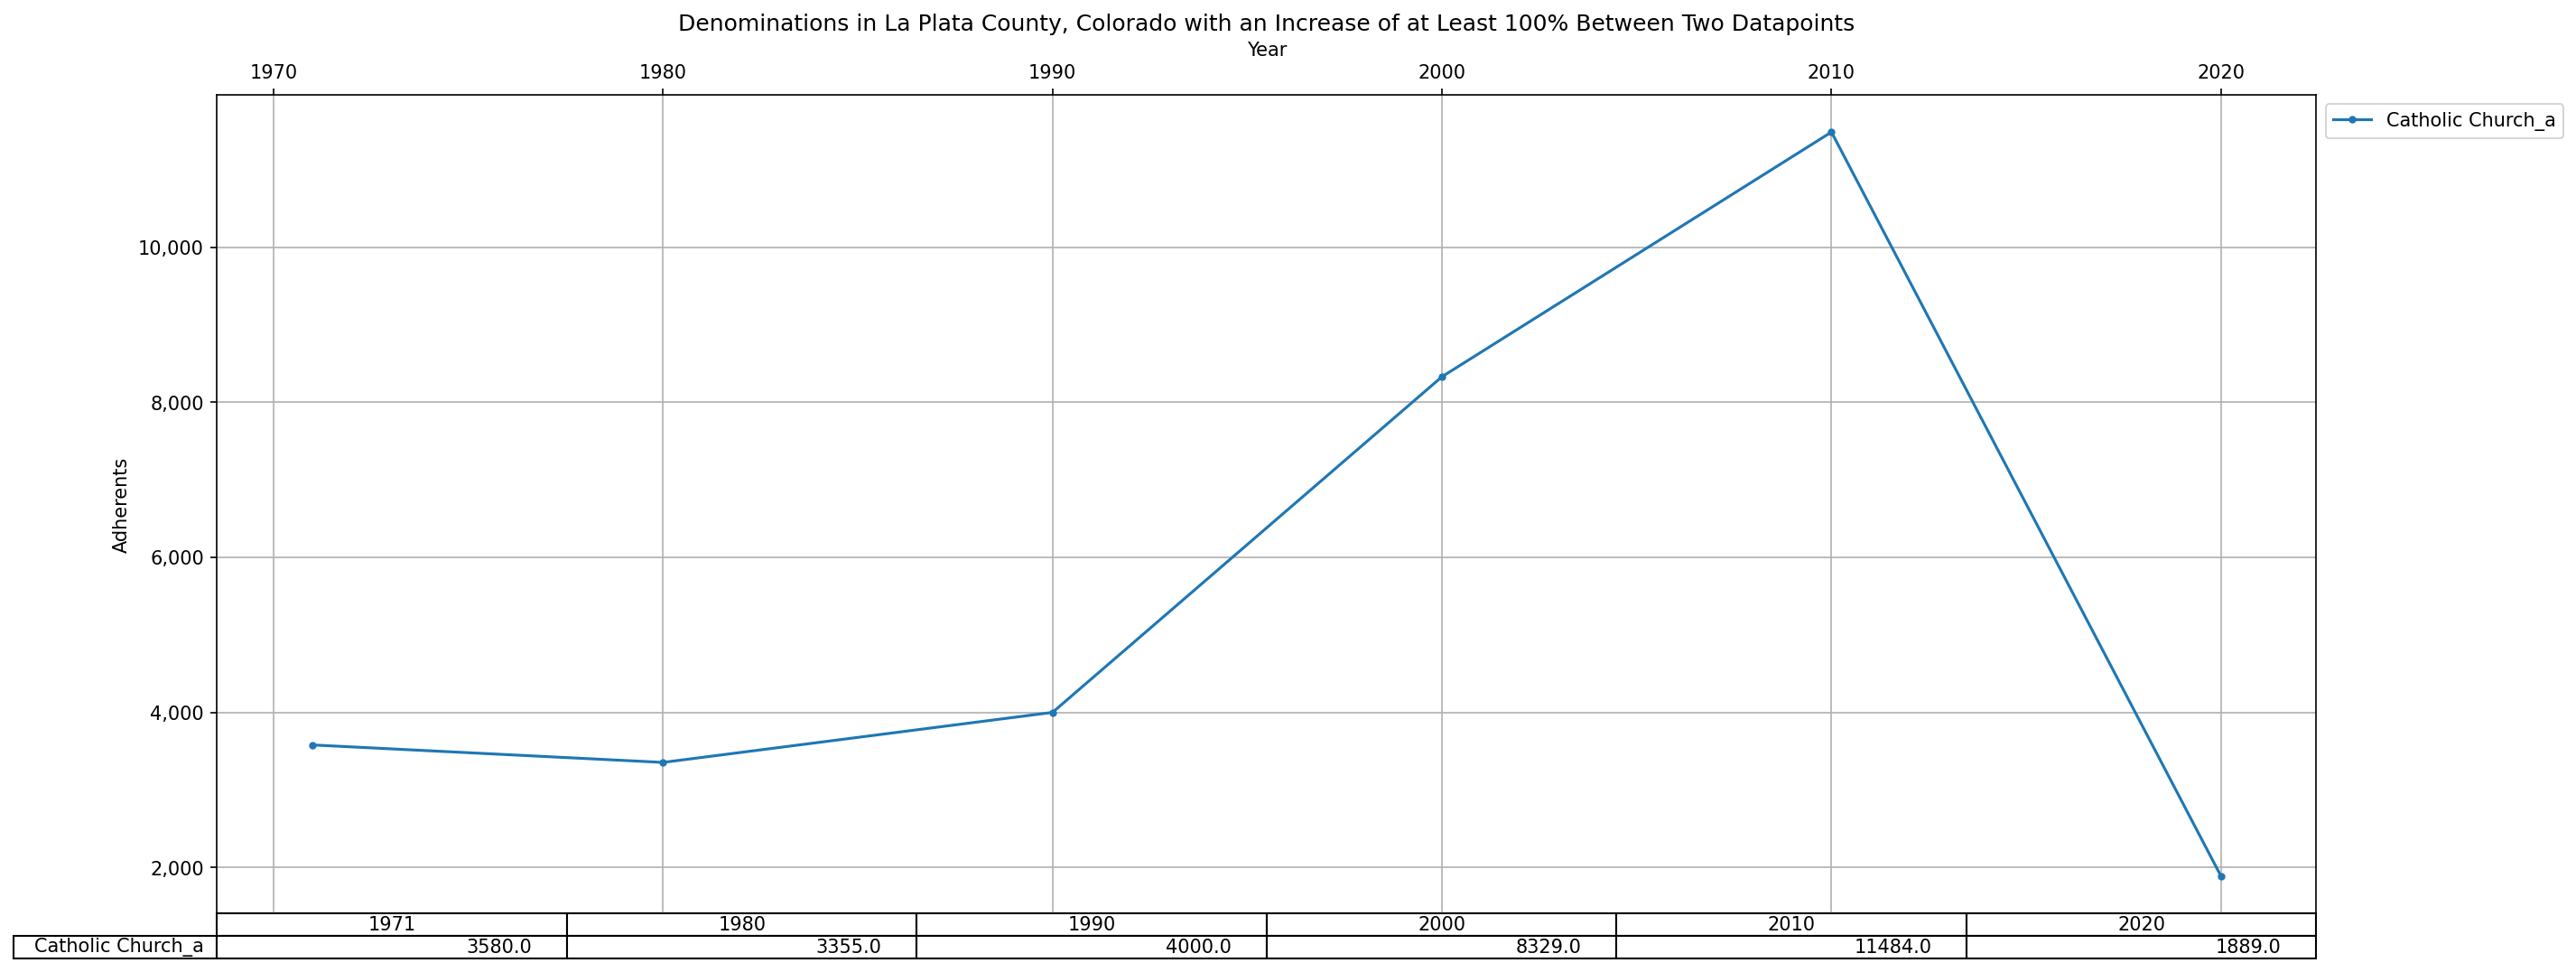 Denominations in La Plata County, Colorado with an Increase of at Least 100% Between Two Datapoints
Year
1970 1980 1990 2000 2010 2020
Catholic Church_a
10,000
8,000
6,000
4,000
2,000
Adherents
1971 1980 1990 2000 2010 2020
Catholic Church_a 3580.0 3355.0 4000.0 8329.0 11484.0 1889.0